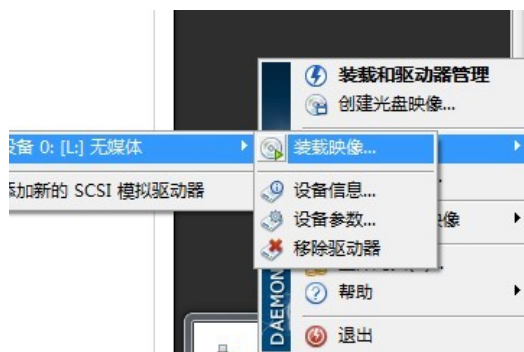 装载和驱动器管理
创建光盘映像...
设备 0: [L:] 无媒体
装载映像...
添加新的 SCSI 模拟驱动器
设备信息...
设备参数...
映像
移除驱动器
帮助
退出
DAEMON